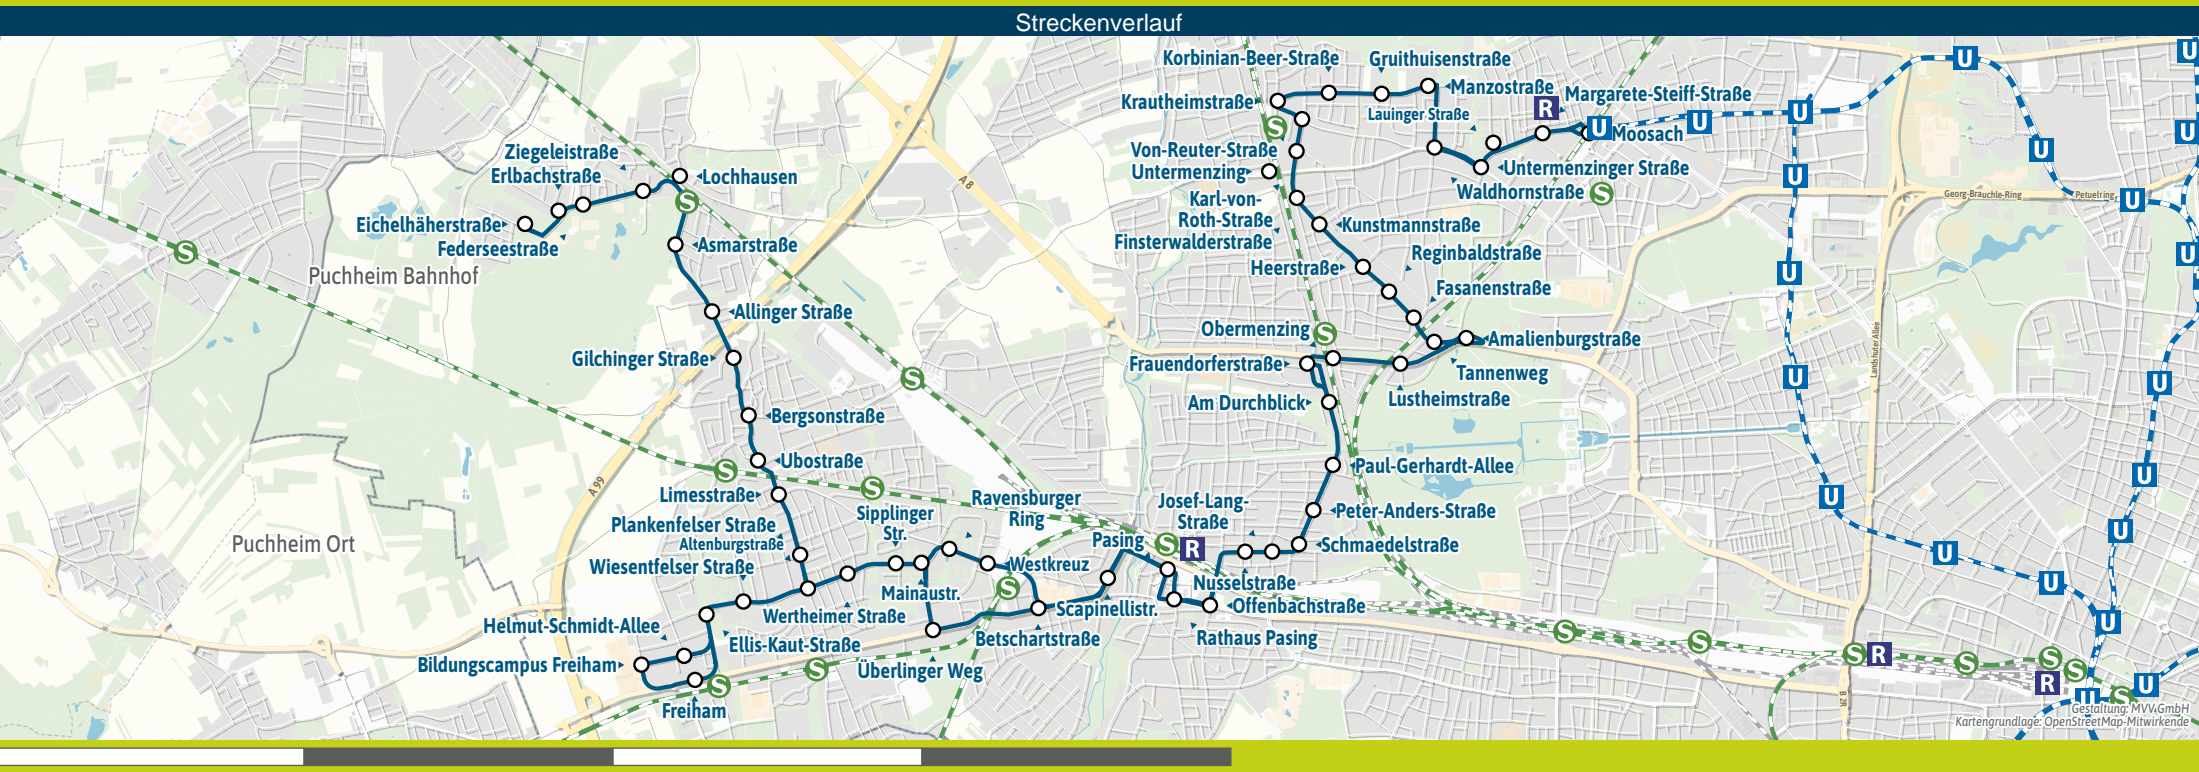 Streckenverlauf
Korbinian-Beer-Straße
Gruithuisenstraße
Krautheimstraße
Manzostraße
R
Margarete-Steiff-Straße
Lauinger Straße
U
Moosach
Von-Reuter-Straße
Untermenzing
Untermenzinger Straße
Waldhornstraße
S
Karl-von-
Roth-Straße
Finsterwalderstraße
Kunstmannstraße
Heerstraße
Reginbaldstraße
Fasanenstraße
Obermenzing
S
Amalienburgstraße
Frauendorferstraße
Tannenweg
Lustheimstraße
Am Durchblick
Paul-Gerhardt-Allee
Peter-Anders-Straße
Schmaedelstraße
Josef-Lang-
Straße
Nusselstraße
Offenbachstraße
Rathaus Pasing
Pasing
S
R
Scapinellistr.
Betschartstraße
Westkreuz
S
Ravensburger
Ring
Sipplinger
Str.
Mainaustr.
Überlinger Weg
Wertheimer Straße
Ziegeleistraße
Erlbachstraße
Eichelhäherstraße
Federseestraße
Lochhausen
S
Asmarstraße
Allinger Straße
Gilchinger Straße
Bergsonstraße
Ubostraße
Limesstraße
Plankenfelser Straße
Altenburgstraße
Wiesentfelser Straße
Helmut-Schmidt-Allee
Ellis-Kaut-Straße
Bildungscampus Freiham
Freiham
S
Puchheim Bahnhof
Puchheim Ort
A 8
A 99
Georg-Brauchle-Ring
Petuelring
Landshuter Allee
B 2R
S
R
R
U
Gestaltung: MVV GmbH
Kartengrundlage: OpenStreetMap-Mitwirkende